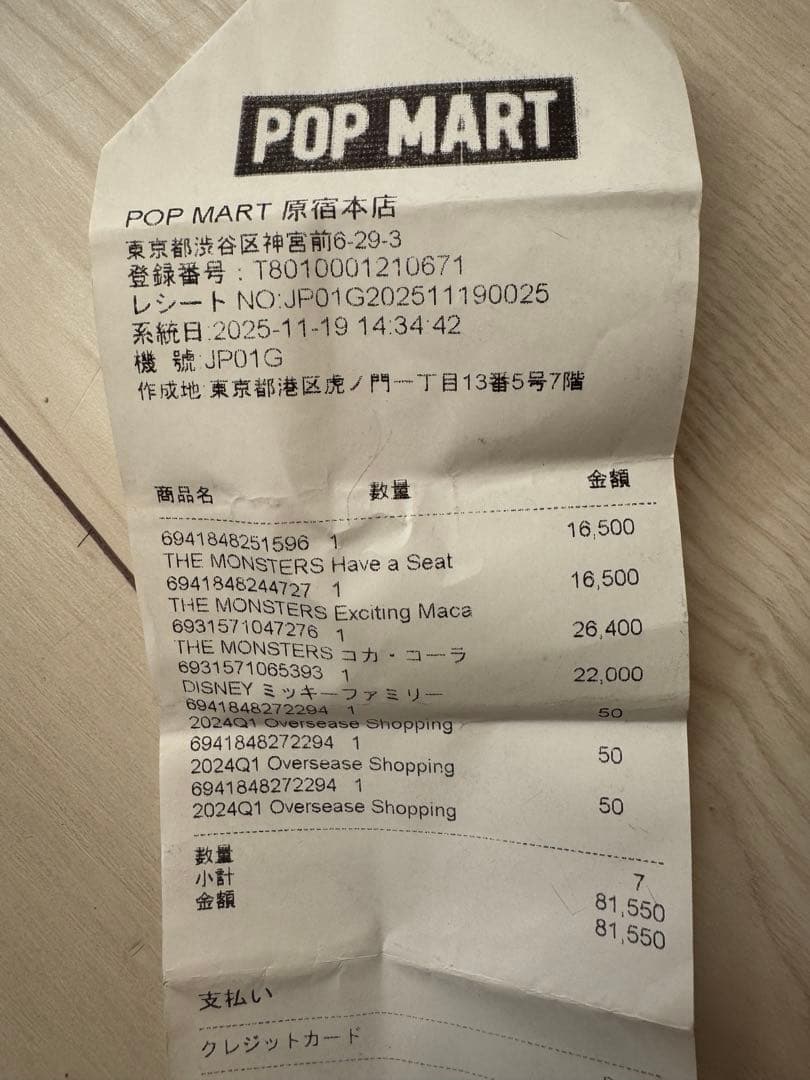 POP MART
POP MART 原宿本店
東京都渋谷区神宮前6-29-3
登録番号：T8010001210671
レシート NO:JP01G202511190025
系統日:2025-11-19 14:34:42
機 號:JP01G
作成地:東京都港区虎ノ門一丁目13番5号7階
商品名 数量 金額
6941848251596 1 16,500
THE MONSTERS Have a Seat
6941848244727 1 16,500
THE MONSTERS Exciting Maca
6931571047276 1 26,400
THE MONSTERS コカ・コーラ
6931571065393 1 22,000
DISNEY ミッキーファミリー
6941848272294 1 50
2024Q1 Oversease Shopping
6941848272294 1 50
2024Q1 Oversease Shopping
6941848272294 1 50
2024Q1 Oversease Shopping
数量 7
小計 81,550
金額 81,550
支払い
クレジットカード